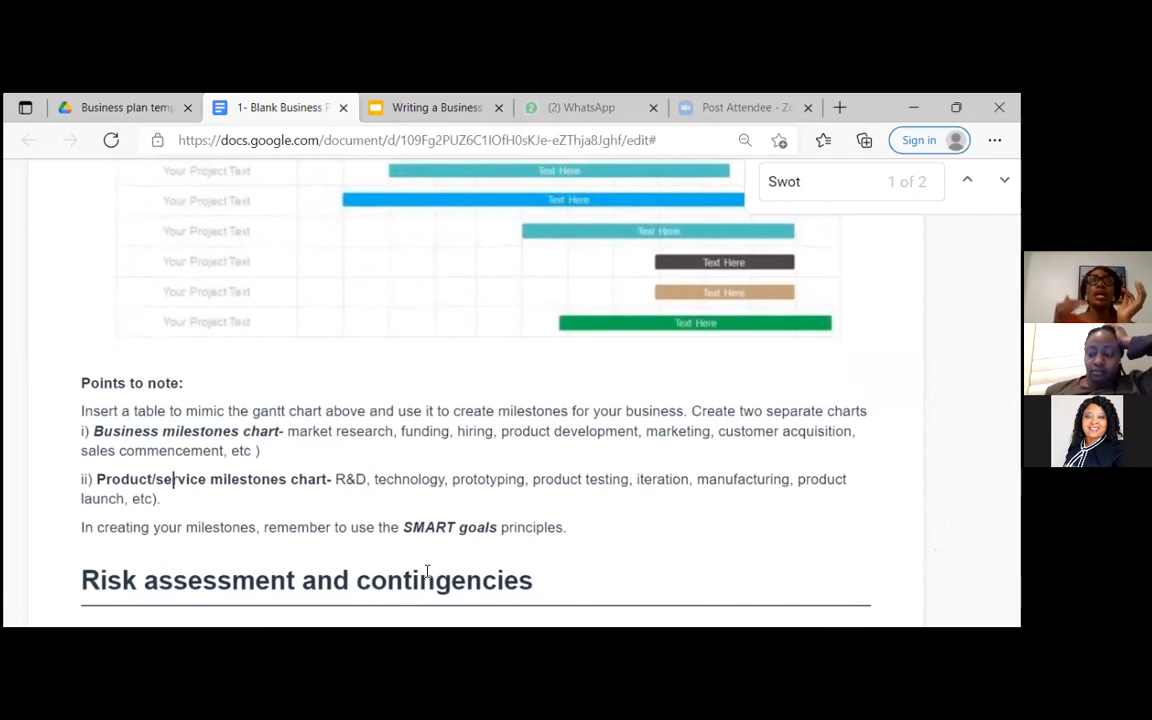 Business plan temp
1- Blank Business P
Writing a Business
(2) WhatsApp
Post Attendee - Zo
https://docs.google.com/document/d/109Fg2PUZ6C1lOfH0sKJe-eZThja8Jghf/edit#
Sign in
Swot 1 of 2
Your Project Text Text Here
Your Project Text Text Here
Your Project Text Text Here
Your Project Text Text Here
Your Project Text Text Here
Your Project Text Text Here
Points to note:
Insert a table to mimic the gantt chart above and use it to create milestones for your business. Create two separate charts
i) Business milestones chart- market research, funding, hiring, product development, marketing, customer acquisition,
sales commencement, etc )
ii) Product/service milestones chart- R&D, technology, prototyping, product testing, iteration, manufacturing, product
launch, etc).
In creating your milestones, remember to use the SMART goals principles.
Risk assessment and contingencies